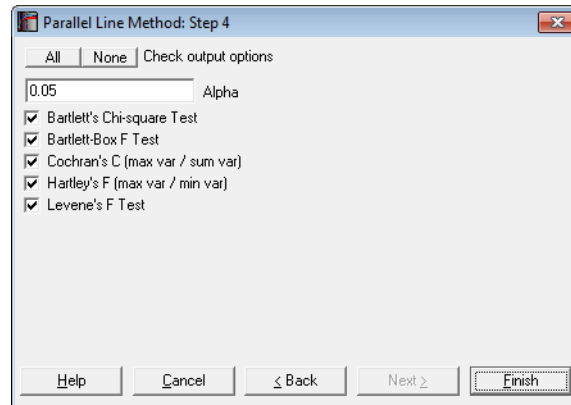 Parallel Line Method: Step 4
All None Check output options
0.05 Alpha
Bartlett's Chi-square Test
Bartlett-Box F Test
Cochran's C (max var / sum var)
Hartley's F (max var / min var)
Levene's F Test
Help Cancel < Back Next > Finish